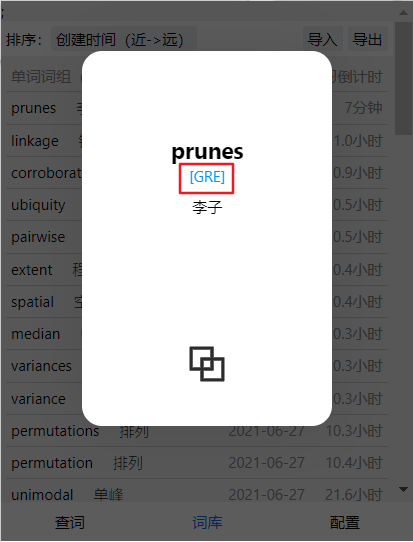 排序：创建时间（近->远） 导入 导出
单词词组 习倒计时
prunes
[GRE]
李子
prunes 7分钟
linkage 1.0小时
corroborat 0.9小时
ubiquity 0.5小时
pairwise 0.5小时
extent 0.4小时
spatial 0.4小时
median 0.3小时
variances 0.3小时
variance 0.3小时
permutations 排列 2021-06-27 10.3小时
permutation 排列 2021-06-27 10.4小时
unimodal 单峰 2021-06-27 21.6小时
查词 词库 配置